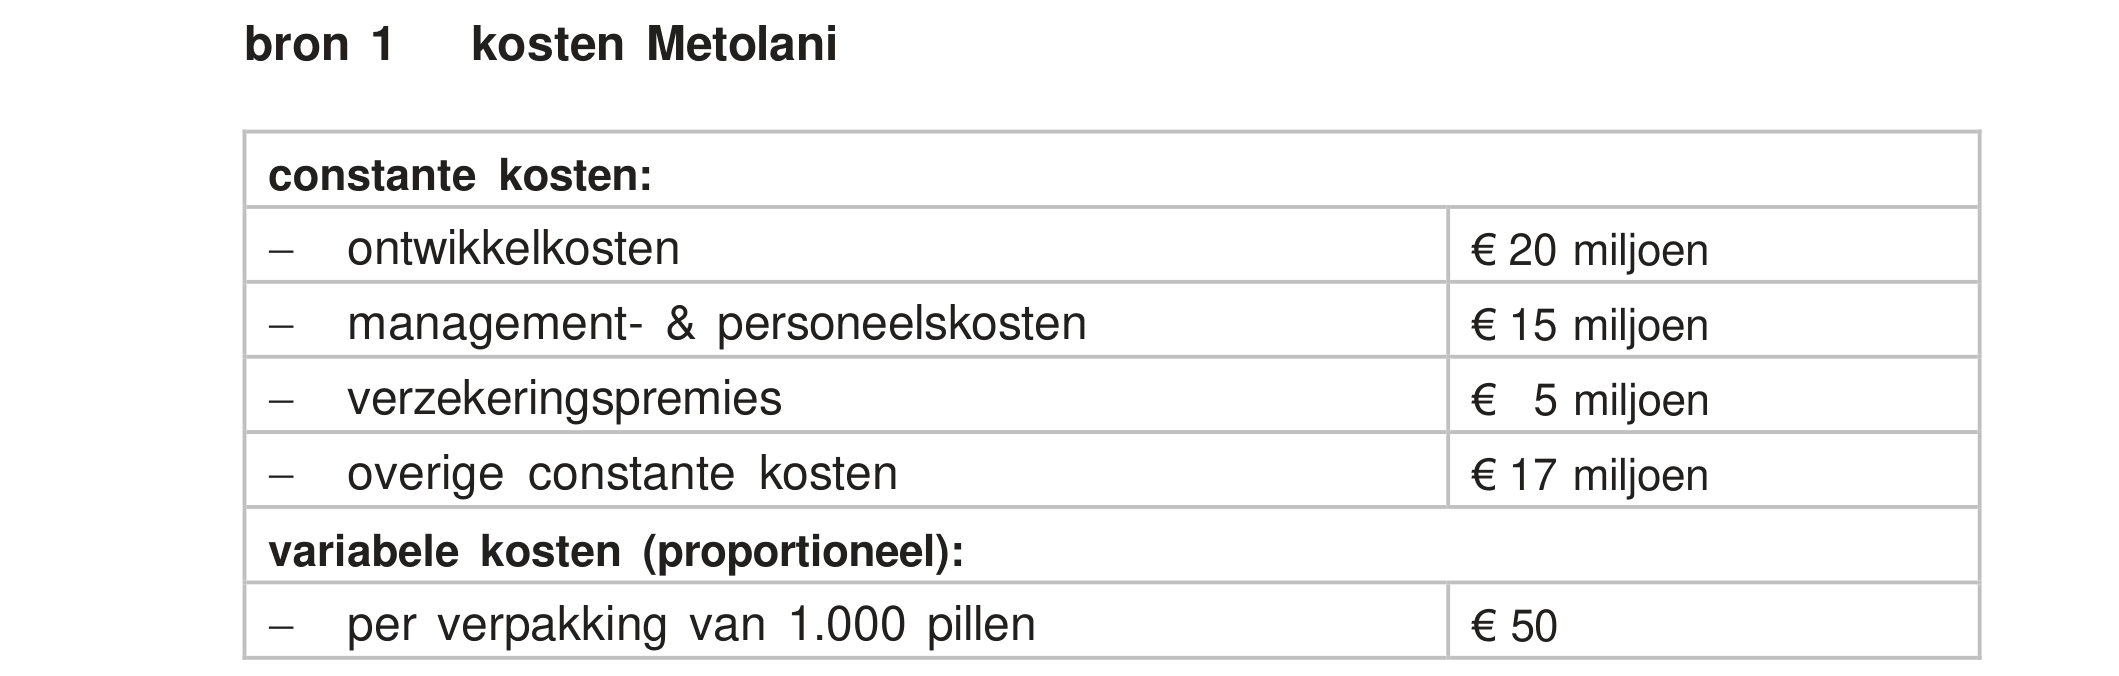 bron 1 kosten Metolani
constante kosten:
– ontwikkelkosten € 20 miljoen
– management- & personeelskosten € 15 miljoen
– verzekeringspremies € 5 miljoen
– overige constante kosten € 17 miljoen
variabele kosten (proportioneel):
– per verpakking van 1.000 pillen € 50